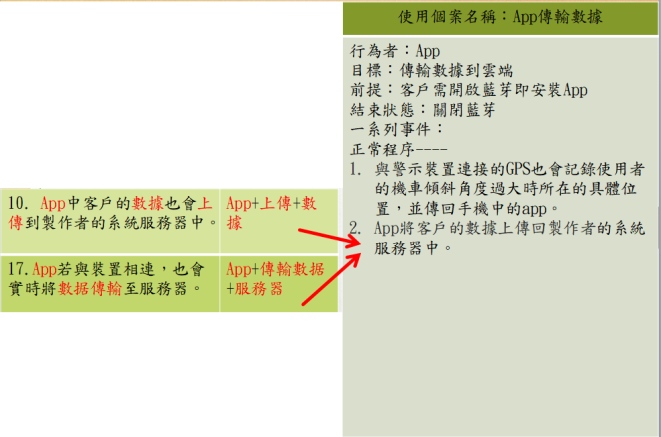 使用個案名稱：App傳輸數據
行為者：App
目標：傳輸數據到雲端
前提：客戶需開啟藍芽即安裝App
結束狀態：關閉藍芽
一系列事件：
正常程序----
1. 與警示裝置連接的GPS也會記錄使用者
的機車傾斜角度過大時所在的具體位
置，並傳回手機中的app。
2. App將客戶的數據上傳回製作者的系統
服務器中。
10. App中客戶的數據也會上
傳到製作者的系統服務器中。
App+上傳+數
據
17.App若與裝置相連，也會
實時將数据傳輸至服務器。
App+傳輸數据
+服務器